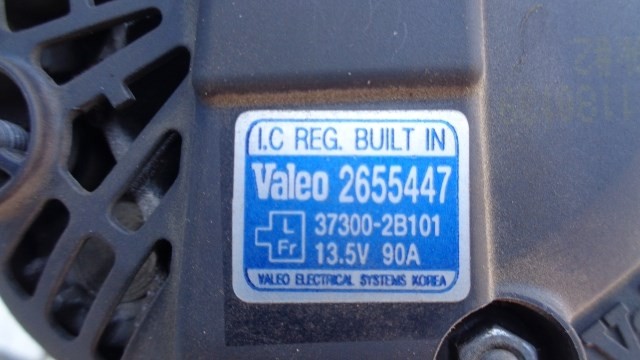 I.C REG. BUILT IN
Valeo 2655447
L
Fr
37300-2B101
13.5V 90A
VALEO ELECTRICAL SYSTEMS KOREA